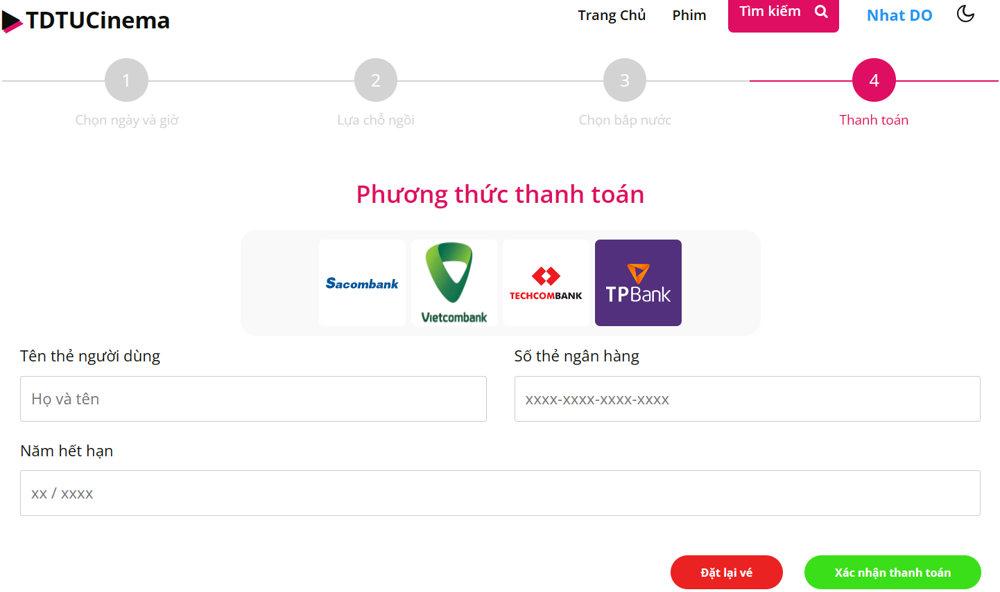 TDTUCinema
Trang Chủ
Phim
Tìm kiếm
Nhat DO
1
2
3
4
Chọn ngày và giờ
Lựa chỗ ngồi
Chọn bắp nước
Thanh toán
Phương thức thanh toán
Sacombank
Vietcombank
TECHCOMBANK
TPBank
Tên thẻ người dùng
Số thẻ ngân hàng
Họ và tên
xxxx-xxxx-xxxx-xxxx
Năm hết hạn
xx / xxxx
Đặt lại vé
Xác nhận thanh toán